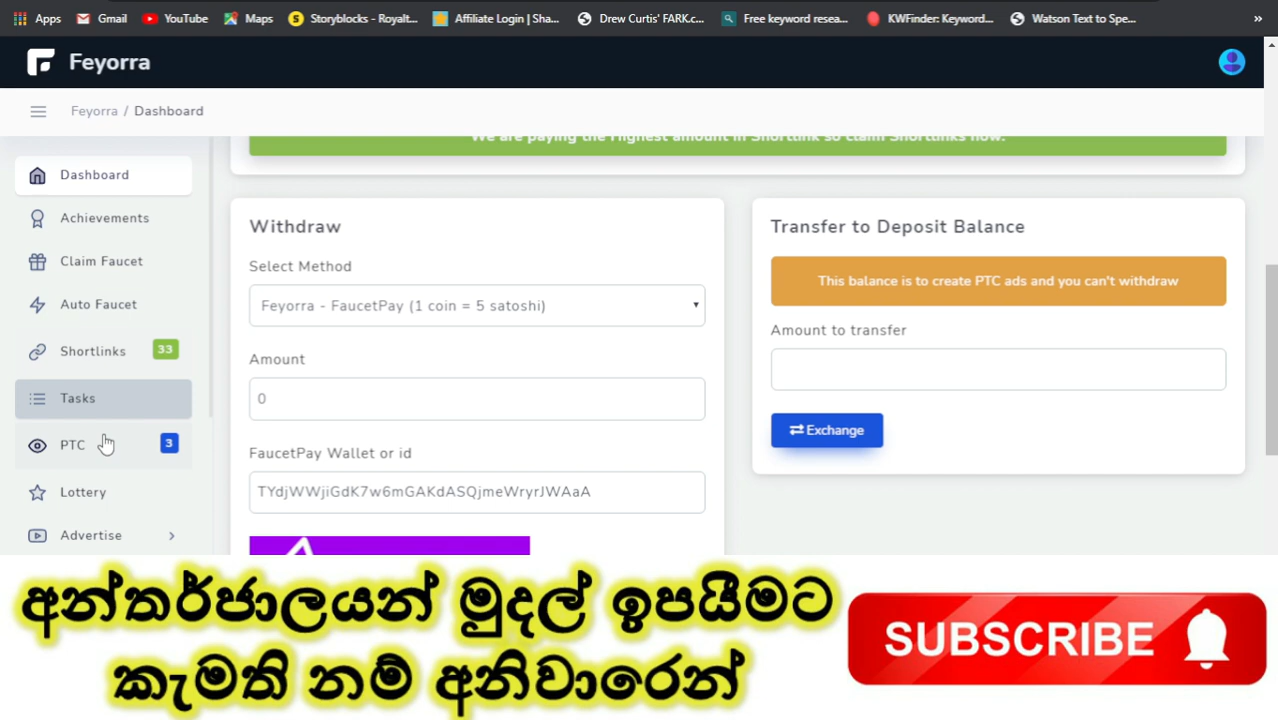 Apps Gmail YouTube Maps Storyblocks - Royalt... Affiliate Login | Sha... Drew Curtis' FARK.c... Free keyword resea... KWFinder: Keyword... Watson Text to Spe... »
Feyorra
Feyorra / Dashboard
We are paying the Highest amount in Shortlink so claim Shortlinks now.
Dashboard
Achievements
Claim Faucet
Auto Faucet
Shortlinks 33
Tasks
PTC 3
Lottery
Advertise
Withdraw
Select Method
Feyorra - FaucetPay (1 coin = 5 satoshi)
Amount
0
FaucetPay Wallet or id
TYdjWWjiGdK7w6mGAKdASQjmeWryrJWAaA
Transfer to Deposit Balance
This balance is to create PTC ads and you can't withdraw
Amount to transfer
Exchange
අන්තර්ජාලයන් මුදල් ඉපයීමට
කැමති නම් අනිවාරෙන්
SUBSCRIBE